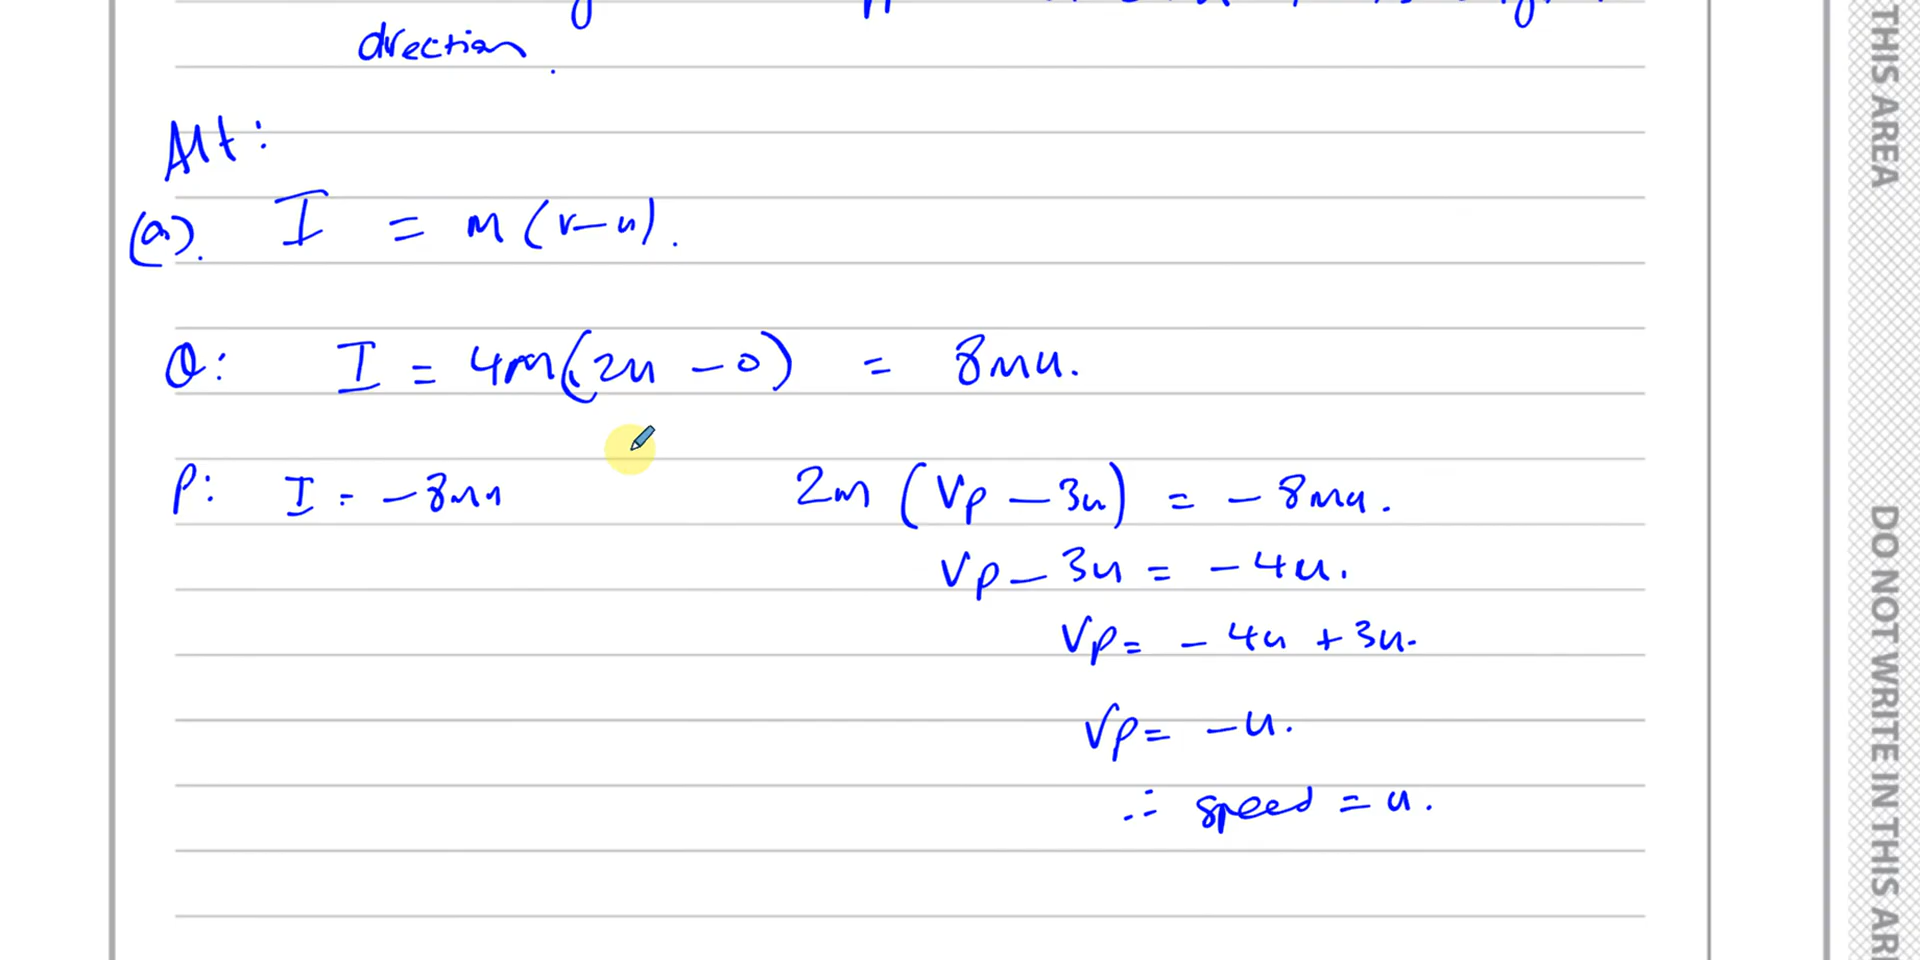 direction.
Alt:
(a). I = m(v-u).
Q: I = 4m(2u - 0) = 8mu.
P: I = -8mu 2m (Vp - 3u) = -8mu.
Vp - 3u = -4u.
Vp = -4u + 3u.
Vp = -u.
∴ speed = u.
THIS AREA
DO NOT WRITE IN THIS AR